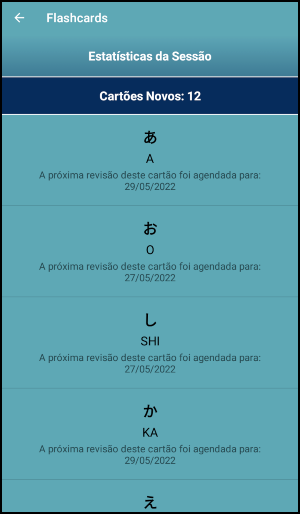 Flashcards
Estatísticas da Sessão
Cartões Novos: 12
あ
A
A próxima revisão deste cartão foi agendada para:
29/05/2022
お
O
A próxima revisão deste cartão foi agendada para:
27/05/2022
し
SHI
A próxima revisão deste cartão foi agendada para:
27/05/2022
か
KA
A próxima revisão deste cartão foi agendada para:
29/05/2022
え